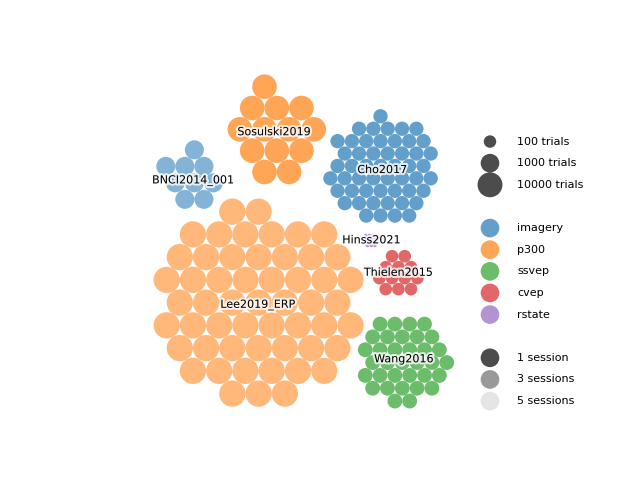 Sosulski2019
BNCI2014_001
Cho2017
Hinss2021
Thielen2015
Lee2019_ERP
Wang2016
100 trials
1000 trials
10000 trials
imagery
p300
ssvep
cvep
rstate
1 session
3 sessions
5 sessions